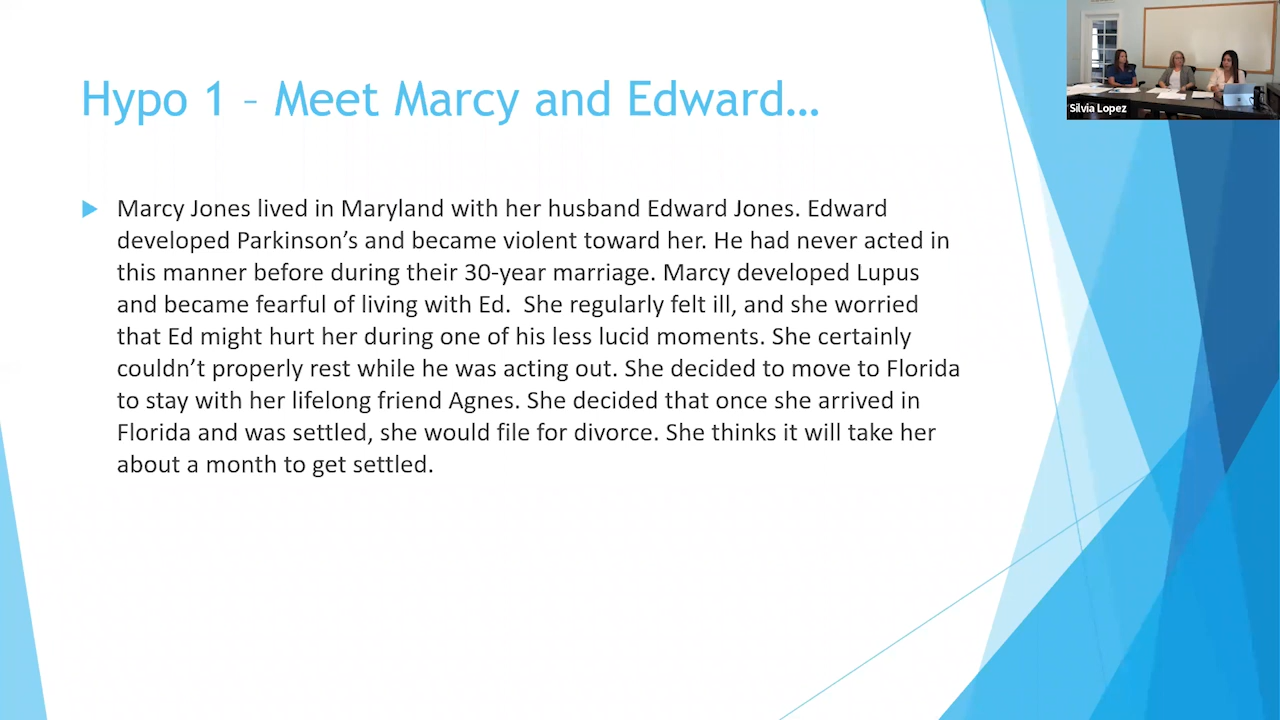 Hypo 1 – Meet Marcy and Edward…
Silvia Lopez
Marcy Jones lived in Maryland with her husband Edward Jones. Edward
developed Parkinson’s and became violent toward her. He had never acted in
this manner before during their 30-year marriage. Marcy developed Lupus
and became fearful of living with Ed.  She regularly felt ill, and she worried
that Ed might hurt her during one of his less lucid moments. She certainly
couldn’t properly rest while he was acting out. She decided to move to Florida
to stay with her lifelong friend Agnes. She decided that once she arrived in
Florida and was settled, she would file for divorce. She thinks it will take her
about a month to get settled.